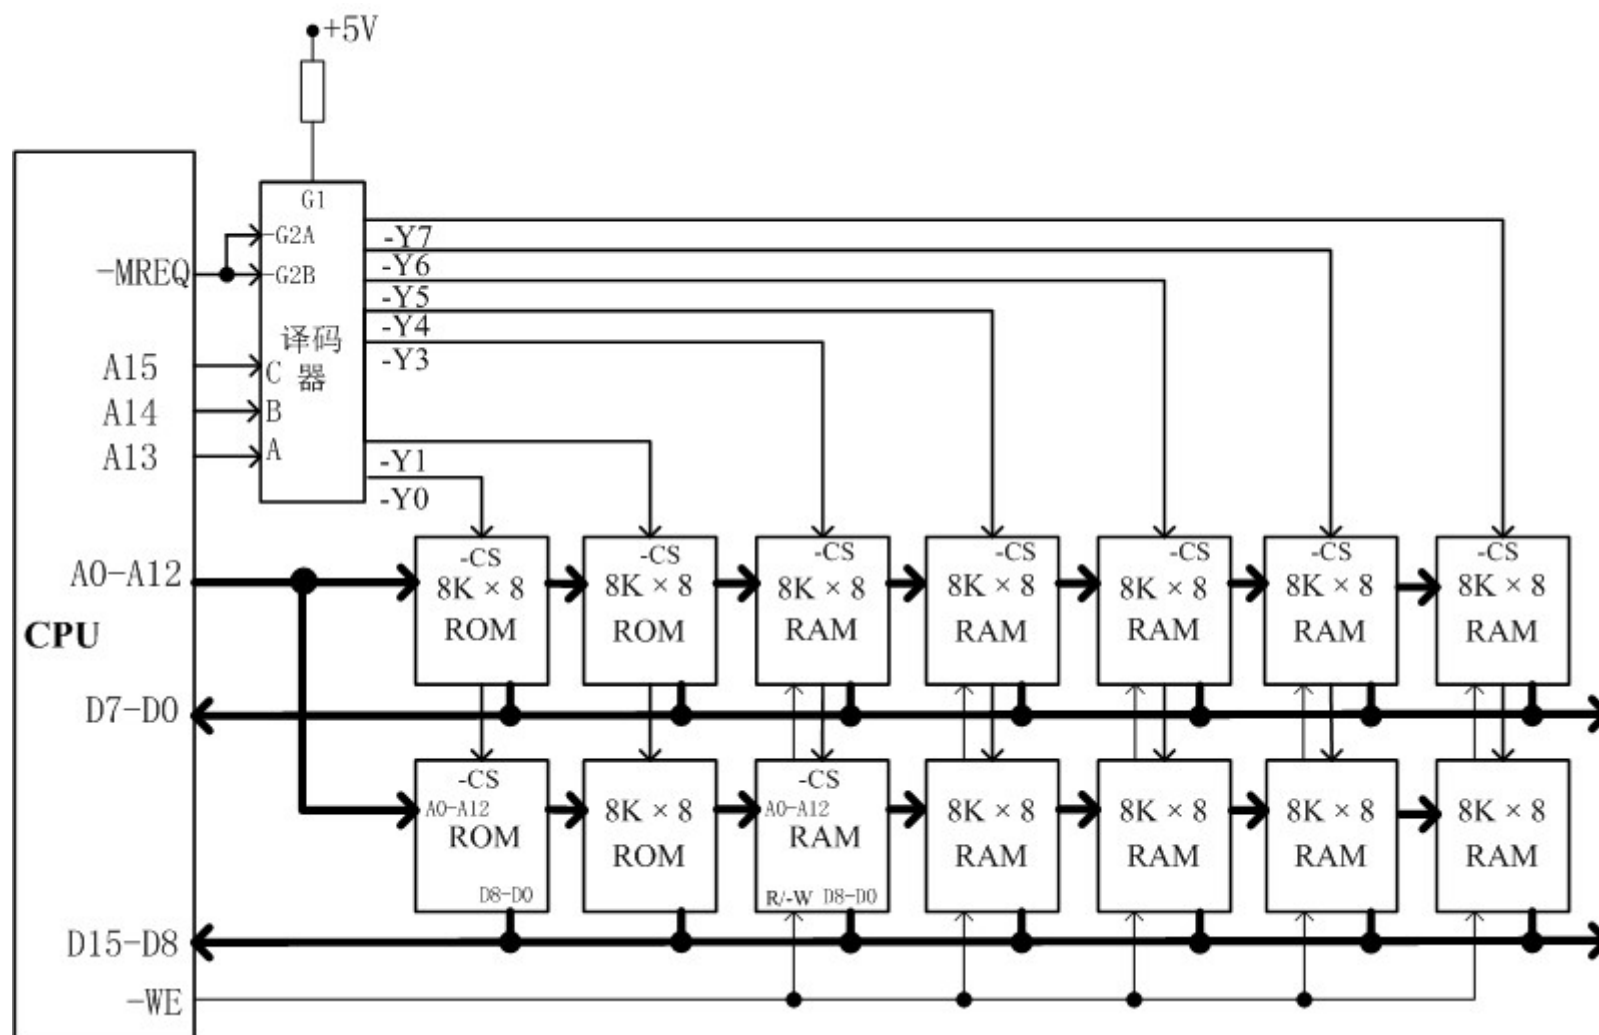 +5V
G1
-G2A
-MREQ
-G2B
-Y7
-Y6
-Y5
-Y4
-Y3
译码
器
A15
C
A14
B
A13
A
-Y1
-Y0
A0-A12
CPU
-CS
8K × 8
ROM
-CS
8K × 8
ROM
-CS
8K × 8
RAM
-CS
8K × 8
RAM
-CS
8K × 8
RAM
-CS
8K × 8
RAM
-CS
8K × 8
RAM
D7-D0
-CS
A0-A12
ROM
D8-D0
8K × 8
ROM
-CS
A0-A12
RAM
R/-W D8-D0
8K × 8
RAM
8K × 8
RAM
8K × 8
RAM
8K × 8
RAM
D15-D8
-WE